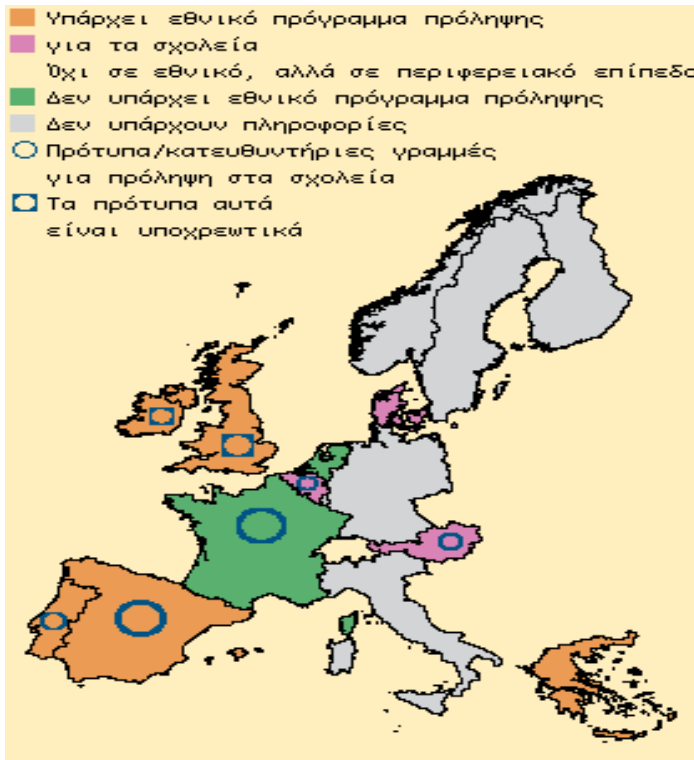 Υπάρχει εθνικό πρόγραμμα πρόληψης
για τα σχολεία
Όχι σε εθνικό, αλλά σε περιφερειακό επίπεδο
Δεν υπάρχει εθνικό πρόγραμμα πρόληψης
Δεν υπάρχουν πληροφορίες
Πρότυπα/κατευθυντήριες γραμμές
για πρόληψη στα σχολεία
Τα πρότυπα αυτά
είναι υποχρεωτικά